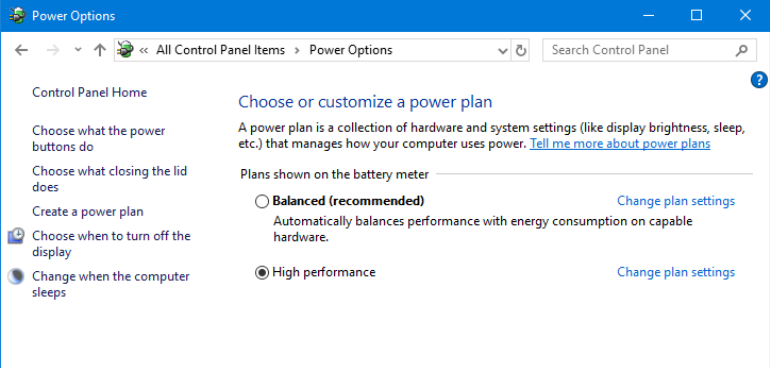 Power Options
« All Control Panel Items > Power Options
Search Control Panel
?
Control Panel Home
Choose what the power
buttons do
Choose what closing the lid
does
Create a power plan
Choose when to turn off the
display
Change when the computer
sleeps
Choose or customize a power plan
A power plan is a collection of hardware and system settings (like display brightness, sleep,
etc.) that manages how your computer uses power. Tell me more about power plans
Plans shown on the battery meter
Balanced (recommended) Change plan settings
Automatically balances performance with energy consumption on capable
hardware.
High performance Change plan settings